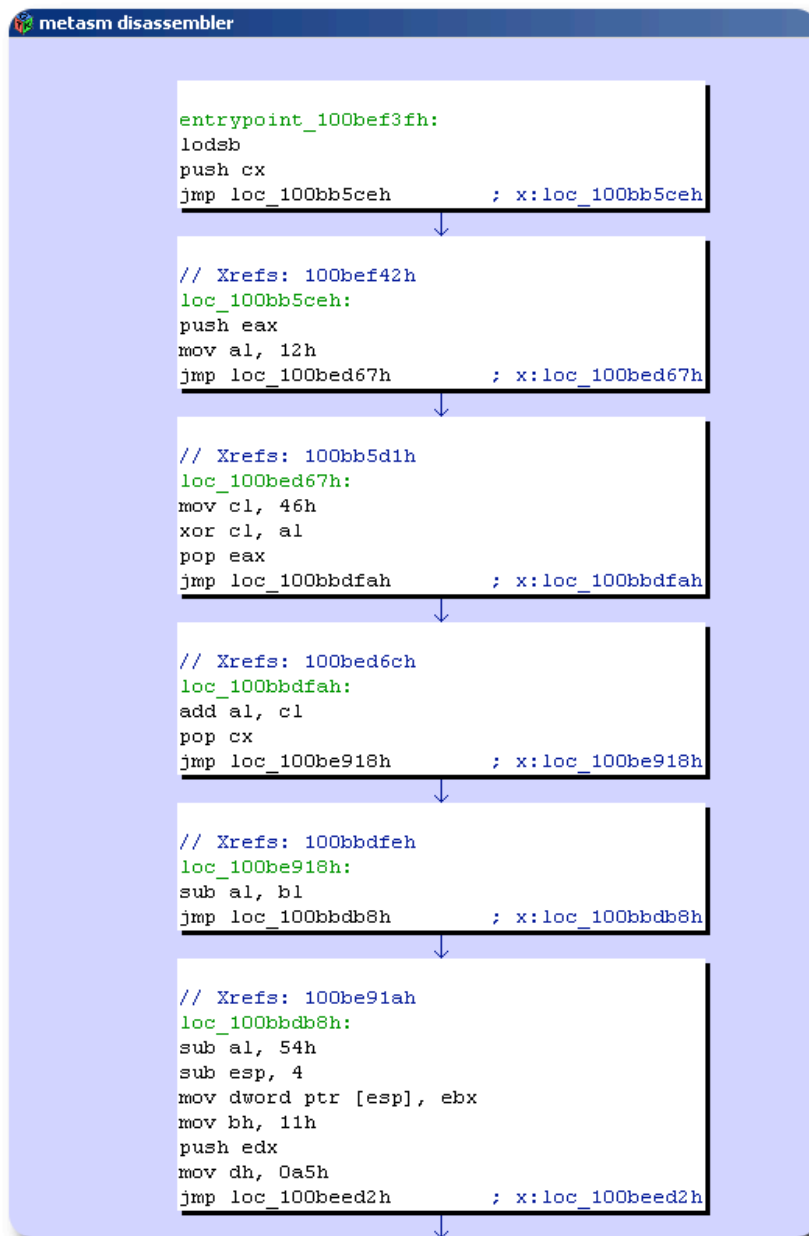 metasm disassembler
entrypoint_100bef3fh:
lodsb
push cx
jmp loc_100bb5ceh ; x:loc_100bb5ceh
// Xrefs: 100bef42h
loc_100bb5ceh:
push eax
mov al, 12h
jmp loc_100bed67h ; x:loc_100bed67h
// Xrefs: 100bb5d1h
loc_100bed67h:
mov cl, 46h
xor cl, al
pop eax
jmp loc_100bbdfah ; x:loc_100bbdfah
// Xrefs: 100bed6ch
loc_100bbdfah:
add al, cl
pop cx
jmp loc_100be918h ; x:loc_100be918h
// Xrefs: 100bbdfeh
loc_100be918h:
sub al, bl
jmp loc_100bbdb8h ; x:loc_100bbdb8h
// Xrefs: 100be91ah
loc_100bbdb8h:
sub al, 54h
sub esp, 4
mov dword ptr [esp], ebx
mov bh, 11h
push edx
mov dh, 0a5h
jmp loc_100beed2h ; x:loc_100beed2h